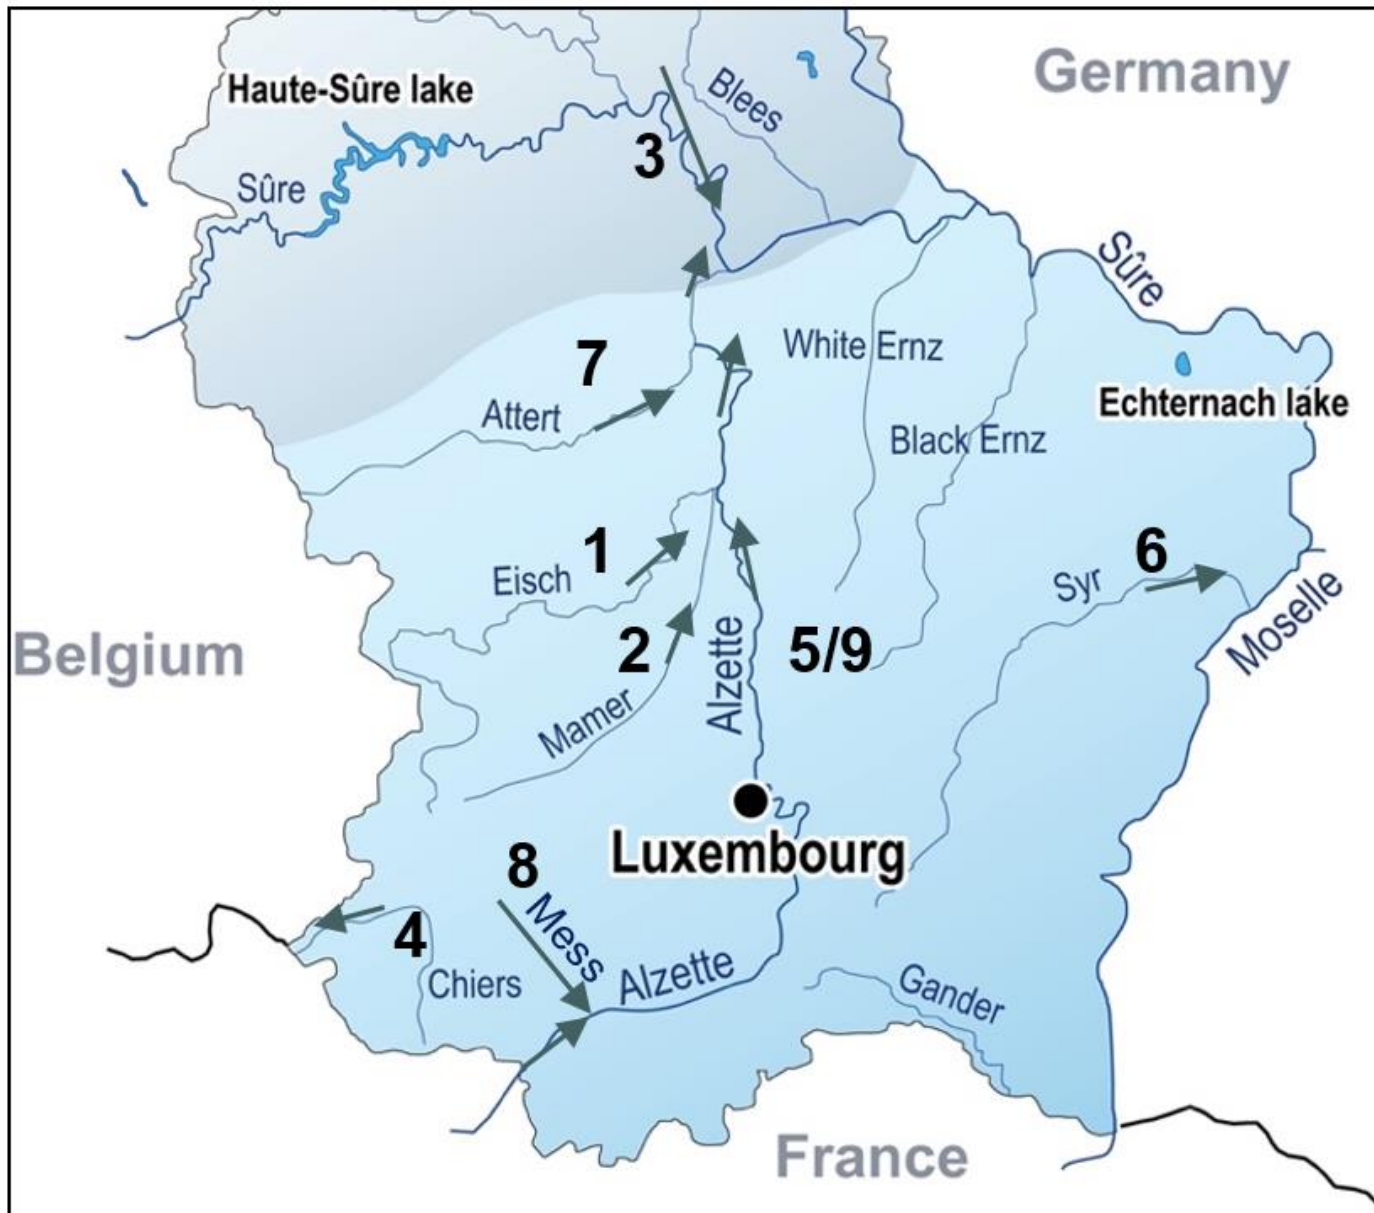 Germany
Haute-Sûre lake
Blees
3
Sûre
Sûre
White Ernz
7
Echternach lake
Attert
Black Ernz
1
6
Eisch
Syr
Belgium
2
Alzette
5/9
Moselle
Mamer
Luxembourg
8
Mess
4
Chiers
Alzette
Gander
France